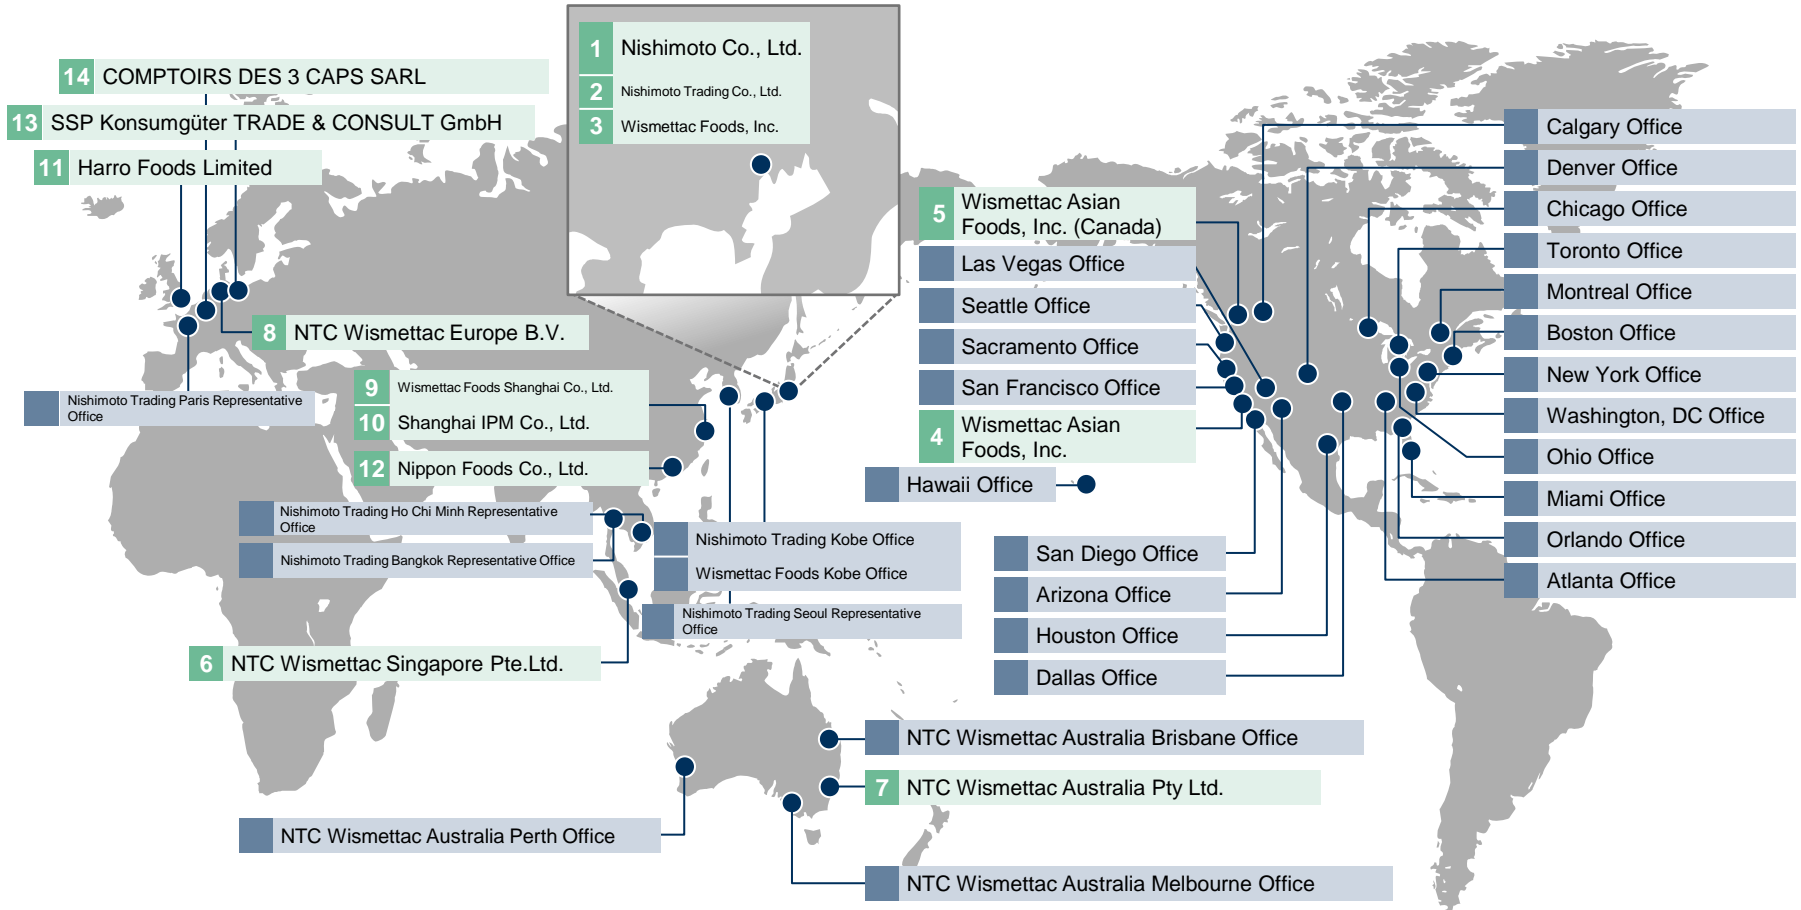 1 Nishimoto Co., Ltd.
2 Nishimoto Trading Co., Ltd.
3 Wismettac Foods, Inc.
14 COMPTOIRS DES 3 CAPS SARL
13 SSP Konsumgüter TRADE & CONSULT GmbH
11 Harro Foods Limited
8 NTC Wismettac Europe B.V.
Nishimoto Trading Paris Representative
Office
9 Wismettac Foods Shanghai Co., Ltd.
10 Shanghai IPM Co., Ltd.
12 Nippon Foods Co., Ltd.
Nishimoto Trading Ho Chi Minh Representative
Office
Nishimoto Trading Bangkok Representative Office
Nishimoto Trading Kobe Office
Wismettac Foods Kobe Office
Nishimoto Trading Seoul Representative
Office
6 NTC Wismettac Singapore Pte.Ltd.
5 Wismettac Asian
Foods, Inc. (Canada)
Las Vegas Office
Seattle Office
Sacramento Office
San Francisco Office
4 Wismettac Asian
Foods, Inc.
Hawaii Office
San Diego Office
Arizona Office
Houston Office
Dallas Office
Calgary Office
Denver Office
Chicago Office
Toronto Office
Montreal Office
Boston Office
New York Office
Washington, DC Office
Ohio Office
Miami Office
Orlando Office
Atlanta Office
NTC Wismettac Australia Brisbane Office
7 NTC Wismettac Australia Pty Ltd.
NTC Wismettac Australia Perth Office
NTC Wismettac Australia Melbourne Office